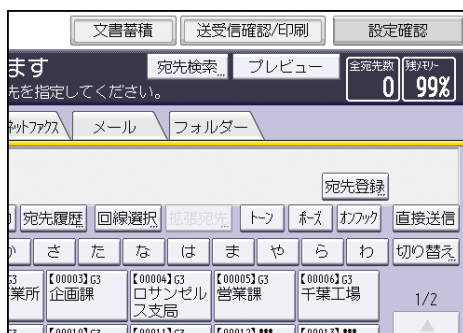 文書蓄積 送受信確認/印刷 設定確認
ます 宛先検索 プレビュー 全宛先数 残メモリー
先を指定してください。 0 99%
ネットファクス メール フォルダー
宛先登録
宛先履歴 回線選択 拡張宛先 トーン ポーズ オンフック 直接送信
か さ た な は ま や ら わ 切り替え
G3 【00003】G3 【00004】G3 【00005】G3 【00006】G3
業所 企画課 ロサンゼル 営業課 千葉工場 1/2
ス支局